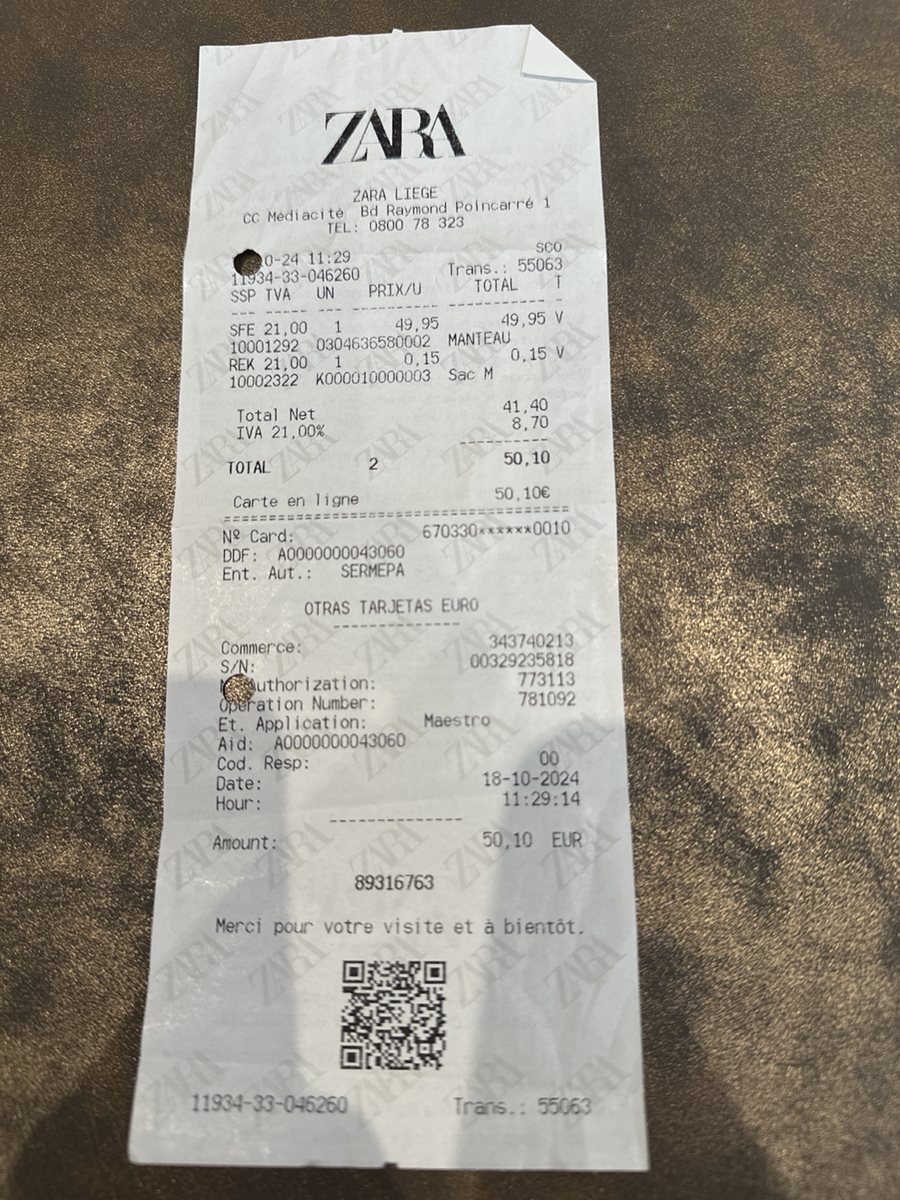 ZARA
ZARA LIEGE
CC Médiacité Bd Raymond Poincarré 1
TEL: 0800 78 323
0-24 11:29 SCO
11934-33-046260 Trans.: 55063
SSP TVA UN PRIX/U TOTAL T
--- ----- --- --------- ---------- -
SFE 21,00 1 49,95 49,95 V
10001292 0304636580002 MANTEAU
REK 21,00 1 0,15 0,15 V
10002322 K000010000003 Sac M
Total Net 41,40
IVA 21,00% 8,70
----------
TOTAL 2 50,10
Carte en ligne 50,10€
========================================
Nº Card: 670330******0010
DDF: A0000000043060
Ent. Aut.: SERMEPA
OTRAS TARJETAS EURO
--------------
Commerce: 343740213
S/N: 00329235818
uthorization: 773113
Operation Number: 781092
Et. Application: Maestro
Aid: A0000000043060
Cod. Resp: 00
Date: 18-10-2024
Hour: 11:29:14
--------------
Amount: 50,10 EUR
89316763
Merci pour votre visite et à bientôt.
11934-33-046260 Trans.: 55063